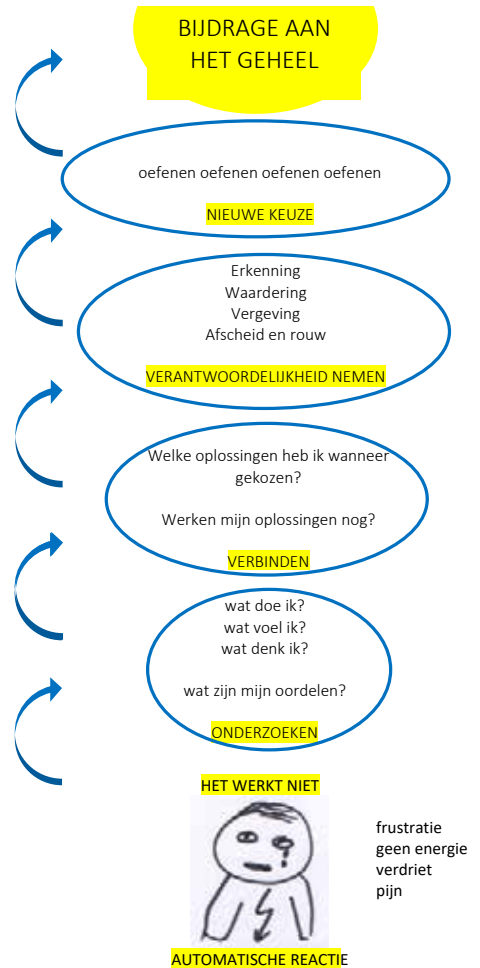 BIJDRAGE AAN
HET GEHEEL
oefenen oefenen oefenen oefenen
NIEUWE KEUZE
Erkenning
Waardering
Vergeving
Afscheid en rouw
VERANTWOORDELIJKHEID NEMEN
Welke oplossingen heb ik wanneer
gekozen?
Werken mijn oplossingen nog?
VERBINDEN
wat doe ik?
wat voel ik?
wat denk ik?
wat zijn mijn oordelen?
ONDERZOEKEN
HET WERKT NIET
frustratie
geen energie
verdriet
pijn
AUTOMATISCHE REACTIE